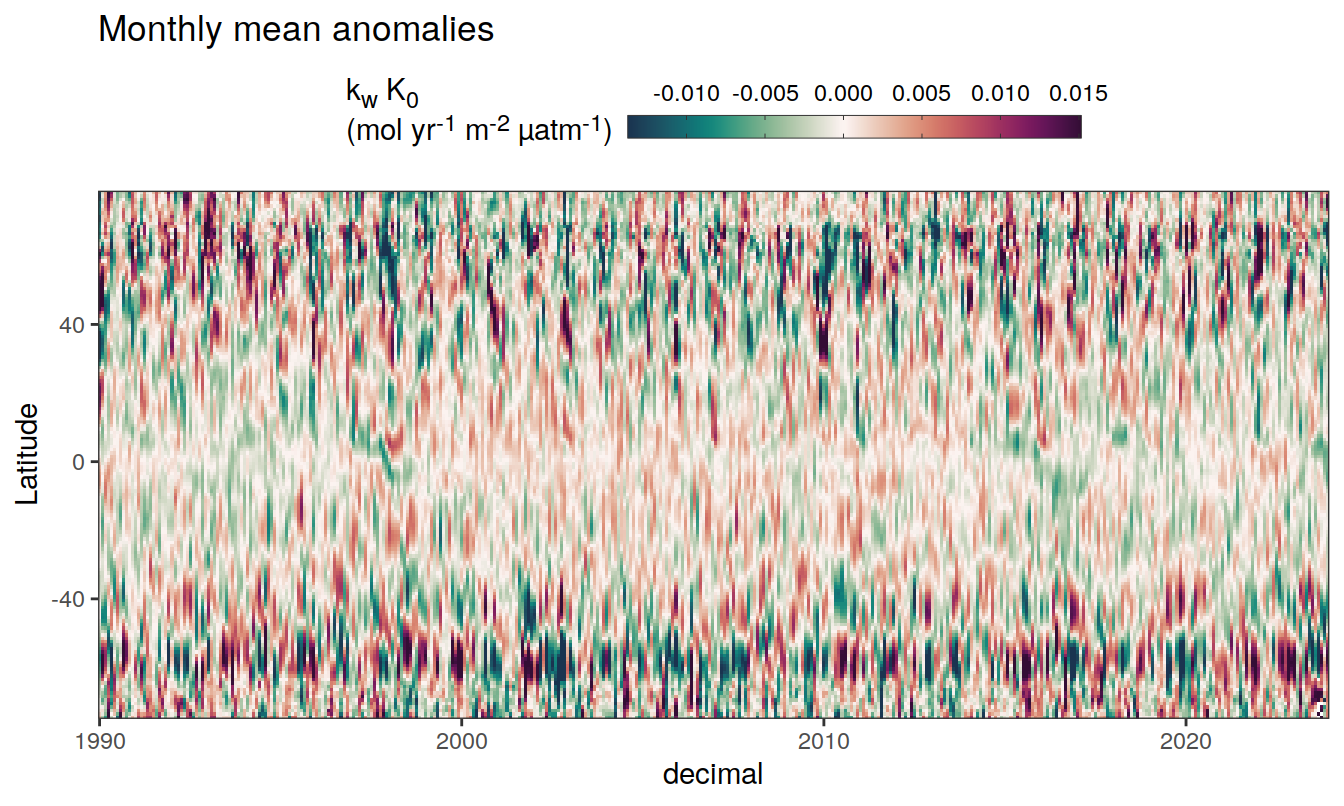 Monthly mean anomalies
k_w K_0
(mol yr⁻¹ m⁻² µatm⁻¹)
-0.010 -0.005 0.000 0.005 0.010 0.015
Latitude
40
0
-40
1990 2000 2010 2020
decimal